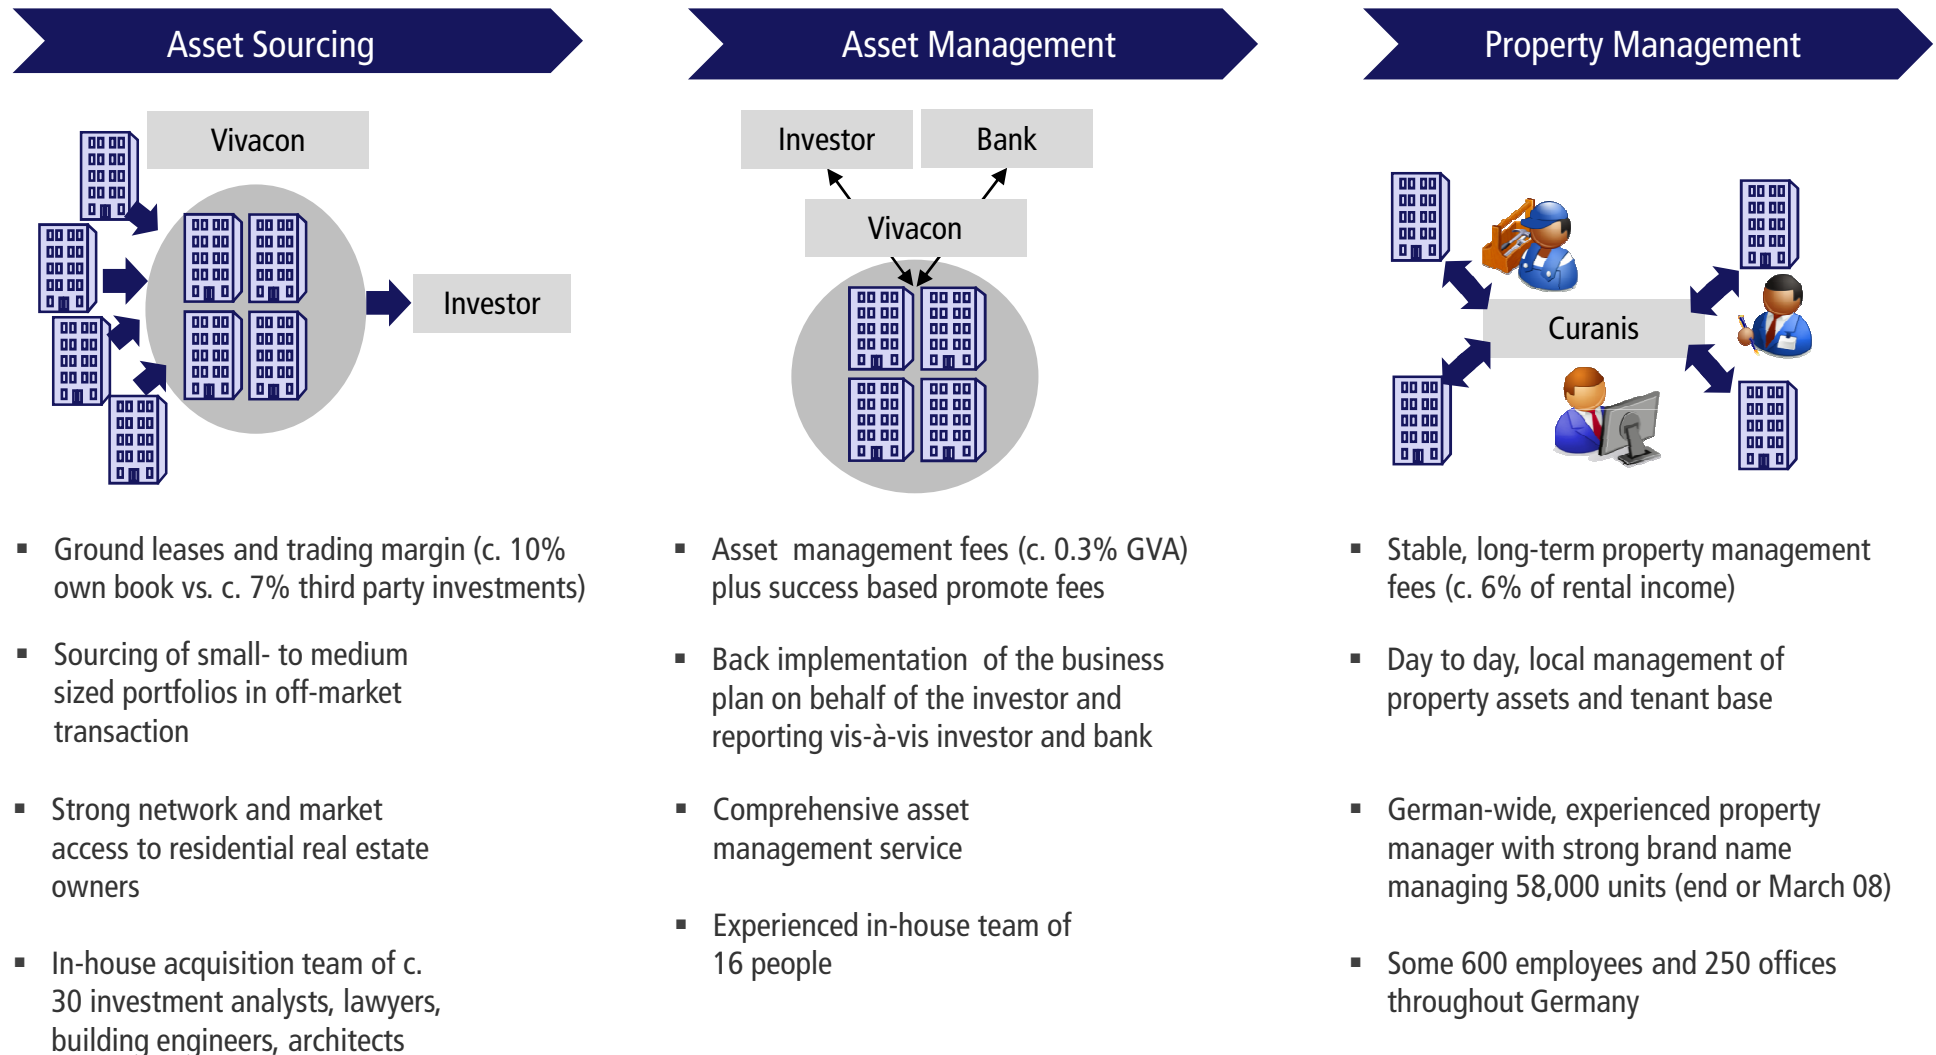 Asset Sourcing
Vivacon
Investor
Ground leases and trading margin (c. 10%
own book vs. c. 7% third party investments)
Sourcing of small- to medium
sized portfolios in off-market
transaction
Strong network and market
access to residential real estate
owners
In-house acquisition team of c.
30 investment analysts, lawyers,
building engineers, architects
Asset Management
Investor
Bank
Vivacon
Asset management fees (c. 0.3% GVA)
plus success based promote fees
Back implementation of the business
plan on behalf of the investor and
reporting vis-à-vis investor and bank
Comprehensive asset
management service
Experienced in-house team of
16 people
Property Management
Curanis
Stable, long-term property management
fees (c. 6% of rental income)
Day to day, local management of
property assets and tenant base
German-wide, experienced property
manager with strong brand name
managing 58,000 units (end or March 08)
Some 600 employees and 250 offices
throughout Germany